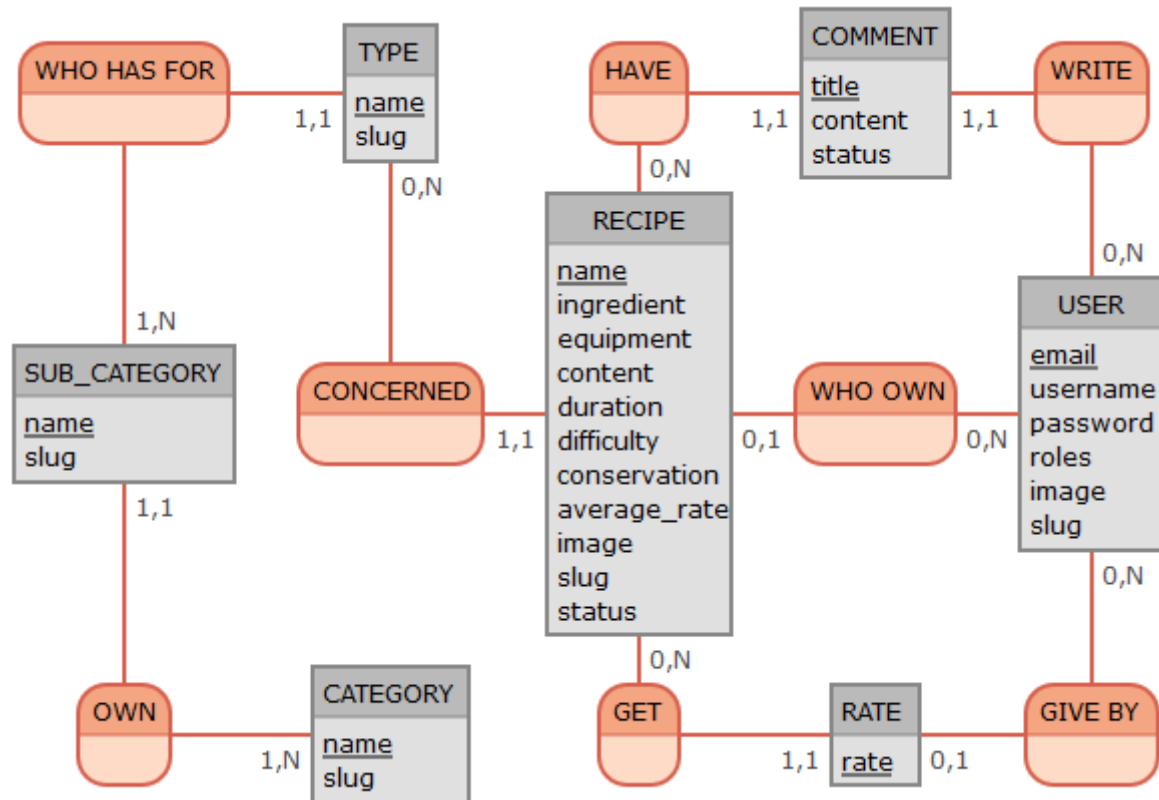 WHO HAS FOR
TYPE
name
slug
1,1
0,N
HAVE
1,1
0,N
COMMENT
title
content
status
1,1
WRITE
0,N
RECIPE
name
ingredient
equipment
content
duration
difficulty
conservation
average_rate
image
slug
status
1,N
SUB_CATEGORY
name
slug
1,1
CONCERNED
1,1
0,1
WHO OWN
0,N
USER
email
username
password
roles
image
slug
0,N
0,N
OWN
1,N
CATEGORY
name
slug
GET
1,1
RATE
rate
0,1
GIVE BY